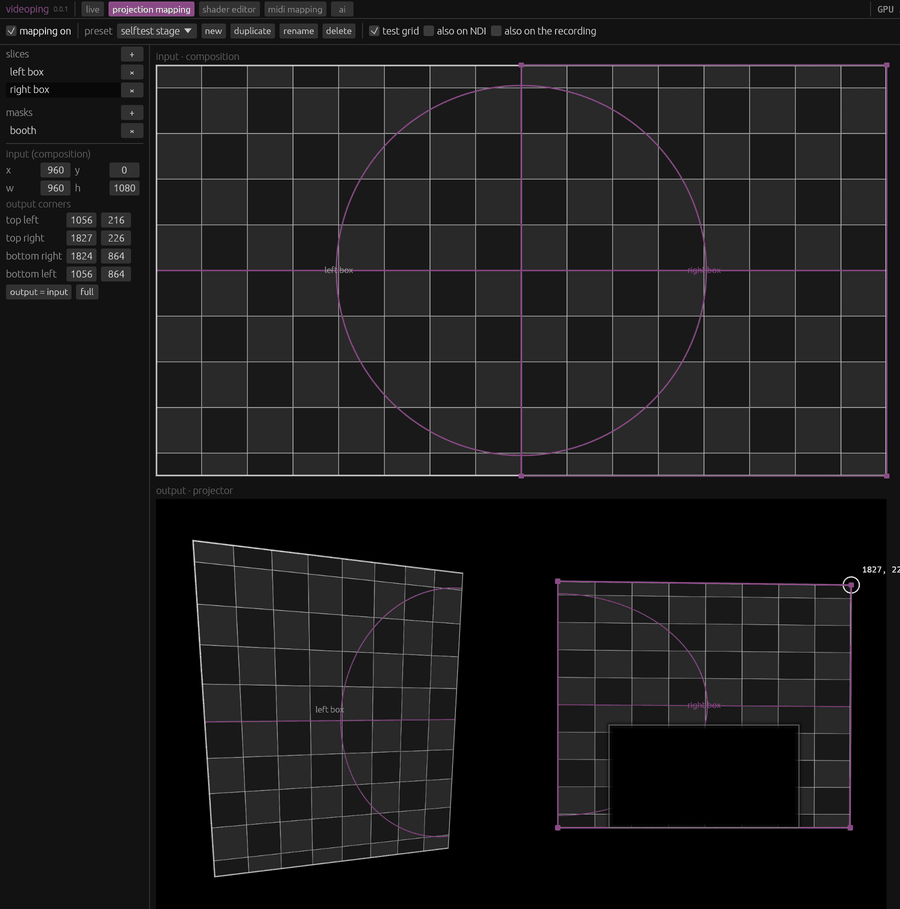 videoping 0.0.1 live projection mapping shader editor midi mapping ai GPU
mapping on preset selftest stage new duplicate rename delete test grid also on NDI also on the recording
slices +
left box ×
right box ×
masks +
booth ×
input (composition)
x 960 y 0
w 960 h 1080
output corners
top left 1056 216
top right 1827 226
bottom right 1824 864
bottom left 1056 864
output = input full
input - composition
left box right box
output - projector
1827, 22
left box right box